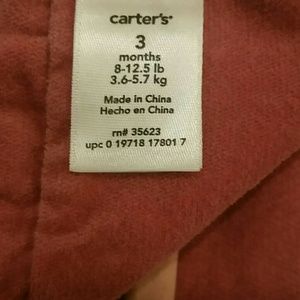 carter's
3
months
8-12.5 lb
3.6-5.7 kg
Made in China
Hecho en China
rn# 35623
upc 0 19718 17801 7